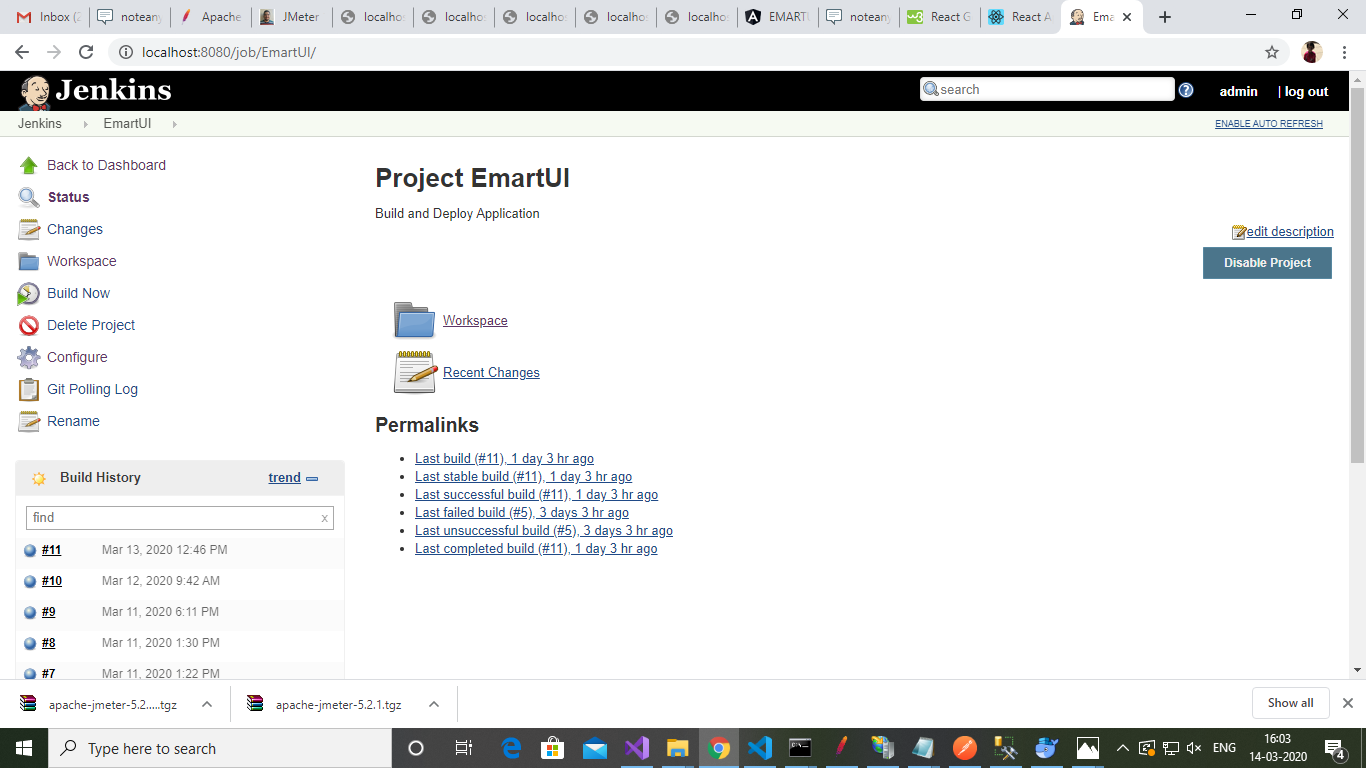 Inbox (2
noteany
Apache
JMeter
localhos
localhos
localhos
localhos
localhos
EMARTU
noteany
React G
React A
Ema
localhost:8080/job/EmartUI/
Jenkins
search
admin
log out
Jenkins
EmartUI
ENABLE AUTO REFRESH
Back to Dashboard
Status
Changes
Workspace
Build Now
Delete Project
Configure
Git Polling Log
Rename
Project EmartUI
Build and Deploy Application
edit description
Disable Project
Workspace
Recent Changes
Permalinks
Last build (#11), 1 day 3 hr ago
Last stable build (#11), 1 day 3 hr ago
Last successful build (#11), 1 day 3 hr ago
Last failed build (#5), 3 days 3 hr ago
Last unsuccessful build (#5), 3 days 3 hr ago
Last completed build (#11), 1 day 3 hr ago
Build History
trend
find
x
#11 Mar 13, 2020 12:46 PM
#10 Mar 12, 2020 9:42 AM
#9 Mar 11, 2020 6:11 PM
#8 Mar 11, 2020 1:30 PM
#7 Mar 11, 2020 1:22 PM
apache-jmeter-5.2.....tgz
apache-jmeter-5.2.1.tgz
Show all
Type here to search
ENG
16:03
14-03-2020
4